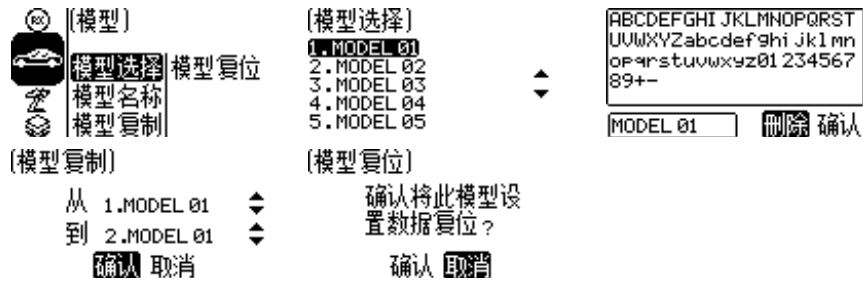 RX
[模型]
模型选择 模型复位
模型名称
模型复制
[模型选择]
1.MODEL 01
2.MODEL 02
3.MODEL 03
4.MODEL 04
5.MODEL 05
ABCDEFGHIJKLMNOPQRST
UVWXYZabcdefghijklmn
opqrstuvwxyz01234567
89+-
MODEL 01 删除 确认
[模型复制]
从 1.MODEL 01
到 2.MODEL 01
确认 取消
[模型复位]
确认将此模型设
置数据复位?
确认 取消